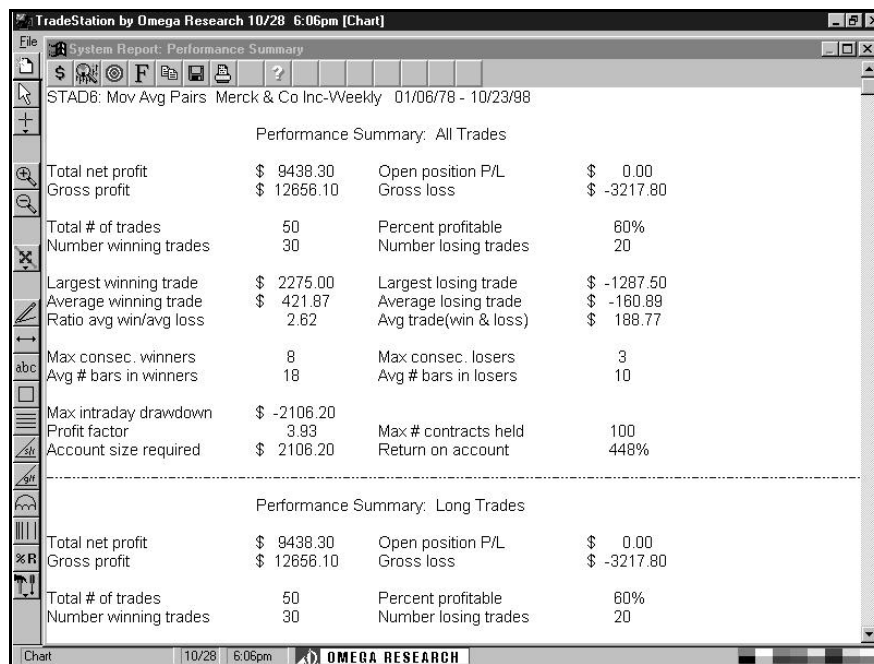 TradeStation by Omega Research 10/28 6:06pm [Chart]
File
System Report: Performance Summary
$ F ?
STAD6: Mov Avg Pairs Merck & Co Inc-Weekly 01/06/78 - 10/23/98
Performance Summary: All Trades
Total net profit $ 9438.30 Open position P/L $ 0.00
Gross profit $ 12656.10 Gross loss $ -3217.80
Total # of trades 50 Percent profitable 60%
Number winning trades 30 Number losing trades 20
Largest winning trade $ 2275.00 Largest losing trade $ -1287.50
Average winning trade $ 421.87 Average losing trade $ -160.89
Ratio avg win/avg loss 2.62 Avg trade(win & loss) $ 188.77
Max consec. winners 8 Max consec. losers 3
Avg # bars in winners 18 Avg # bars in losers 10
Max intraday drawdown $ -2106.20
Profit factor 3.93 Max # contracts held 100
Account size required $ 2106.20 Return on account 448%
Performance Summary: Long Trades
Total net profit $ 9438.30 Open position P/L $ 0.00
Gross profit $ 12656.10 Gross loss $ -3217.80
Total # of trades 50 Percent profitable 60%
Number winning trades 30 Number losing trades 20
abc
%R
Chart 10/28 6:06pm OMEGA RESEARCH